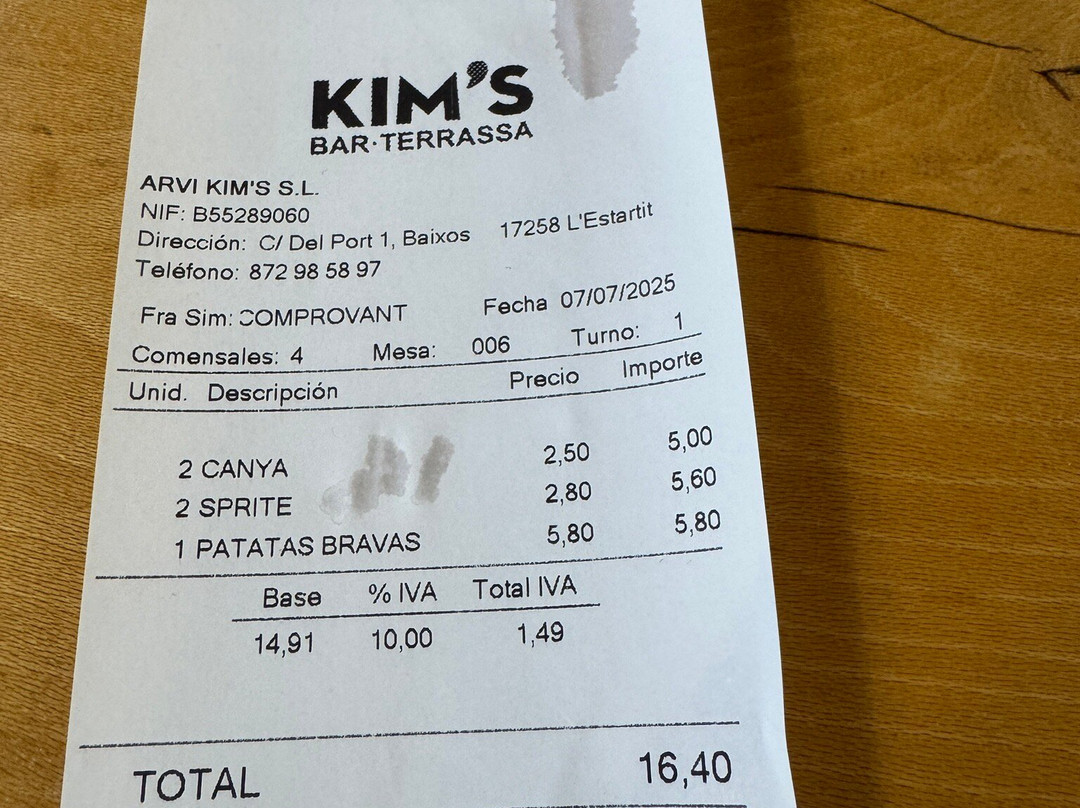 KIM'S
BAR·TERRASSA
ARVI KIM'S S.L.
NIF: B55289060
Dirección: C/ Del Port 1, Baixos 17258 L'Estartit
Teléfono: 872 98 58 97
Fra Sim: COMPROVANT Fecha 07/07/2025
Comensales: 4 Mesa: 006 Turno: 1
Unid. Descripción Precio Importe
2 CANYA 2,50 5,00
2 SPRITE 2,80 5,60
1 PATATAS BRAVAS 5,80 5,80
Base % IVA Total IVA
14,91 10,00 1,49
TOTAL 16,40